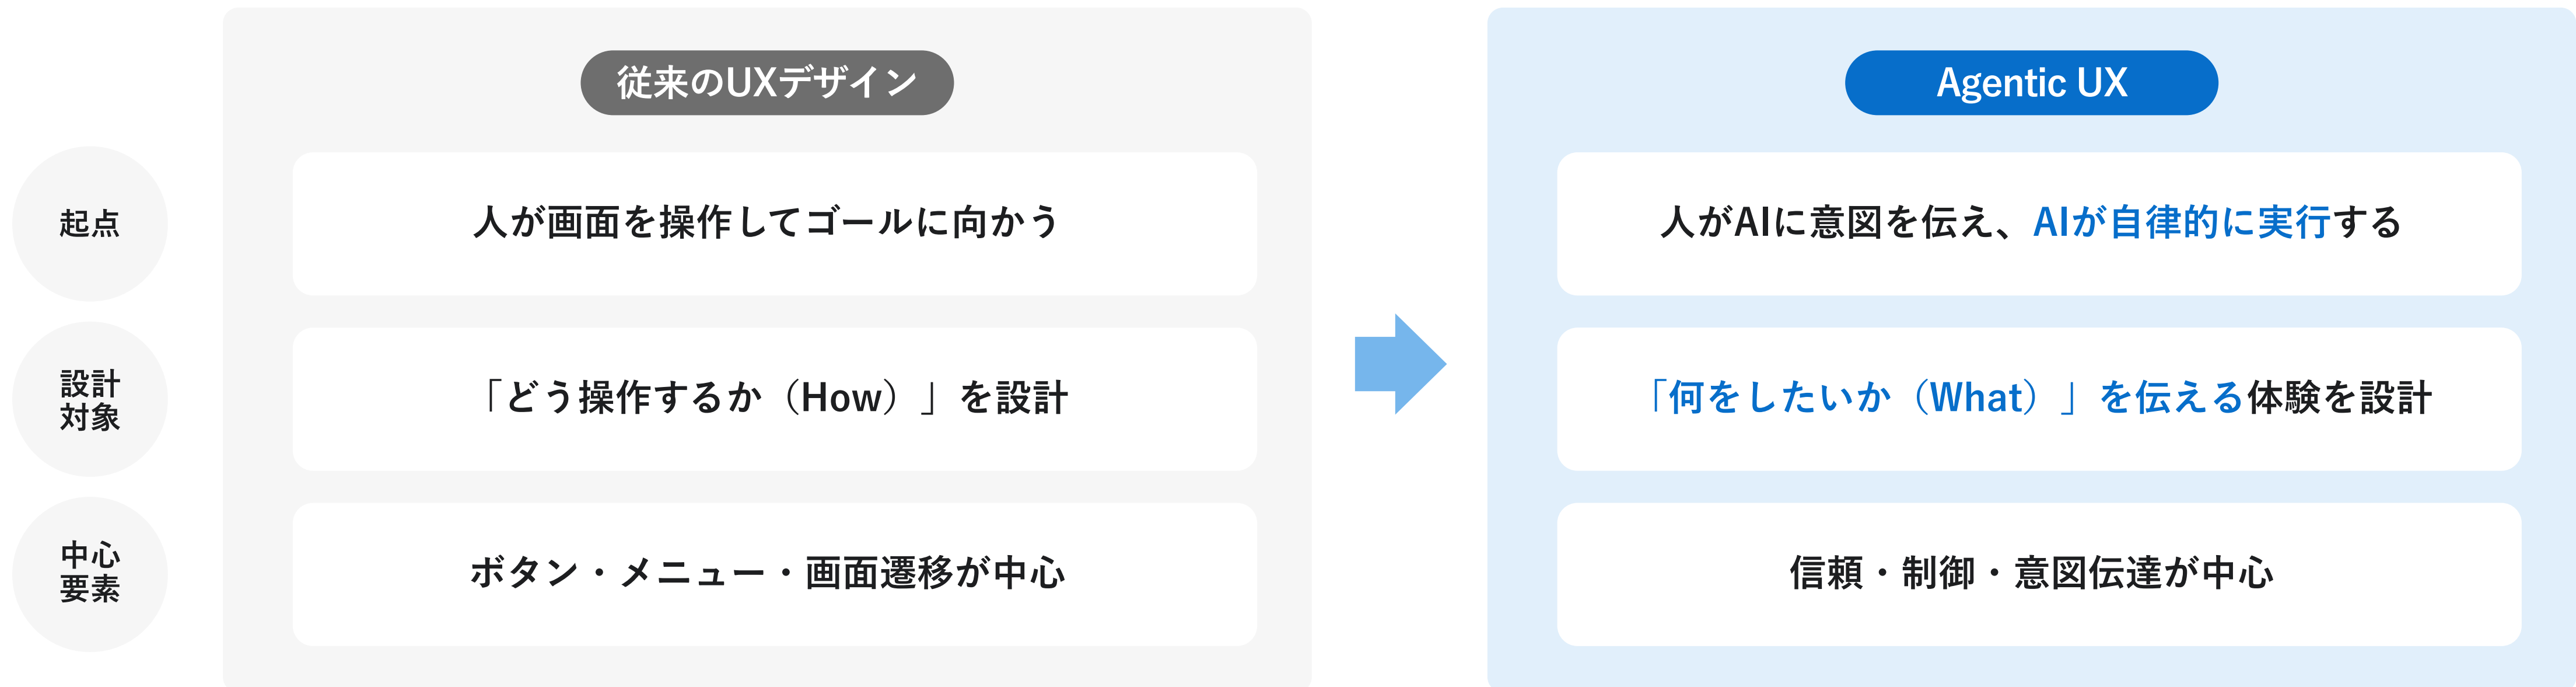 従来のUXデザイン
Agentic UX
起点
人が画面を操作してゴールに向かう
人がAIに意図を伝え、AIが自律的に実行する
設計
対象
「どう操作するか（How）」を設計
「何をしたいか（What）」を伝える体験を設計
中心
要素
ボタン・メニュー・画面遷移が中心
信頼・制御・意図伝達が中心